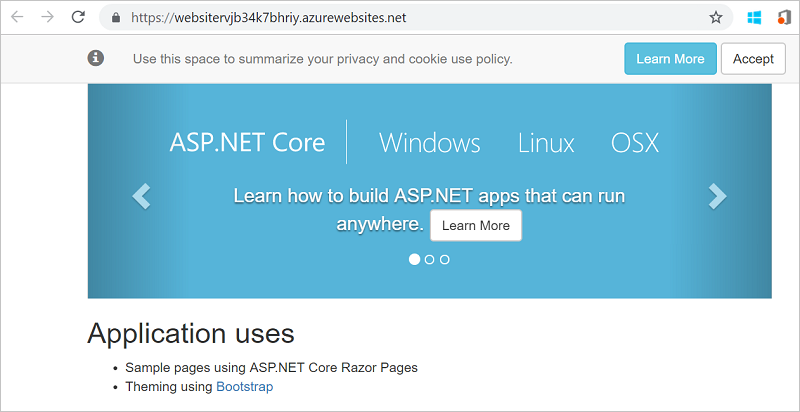 https://websitervjb34k7bhriy.azurewebsites.net
Use this space to summarize your privacy and cookie use policy. Learn More Accept
ASP.NET Core Windows Linux OSX
Learn how to build ASP.NET apps that can run
anywhere. Learn More
Application uses
Sample pages using ASP.NET Core Razor Pages
Theming using Bootstrap